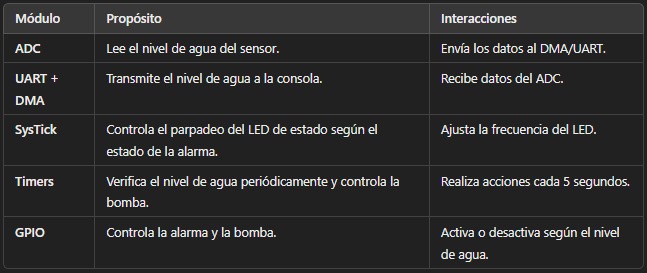 Módulo Propósito Interacciones
ADC Lee el nivel de agua del sensor. Envía los datos al DMA/UART.
UART + Transmite el nivel de agua a la consola. Recibe datos del ADC.
DMA
SysTick Controla el parpadeo del LED de estado según el Ajusta la frecuencia del LED.
estado de la alarma.
Timers Verifica el nivel de agua periódicamente y controla la Realiza acciones cada 5 segundos.
bomba.
GPIO Controla la alarma y la bomba. Activa o desactiva según el nivel
de agua.